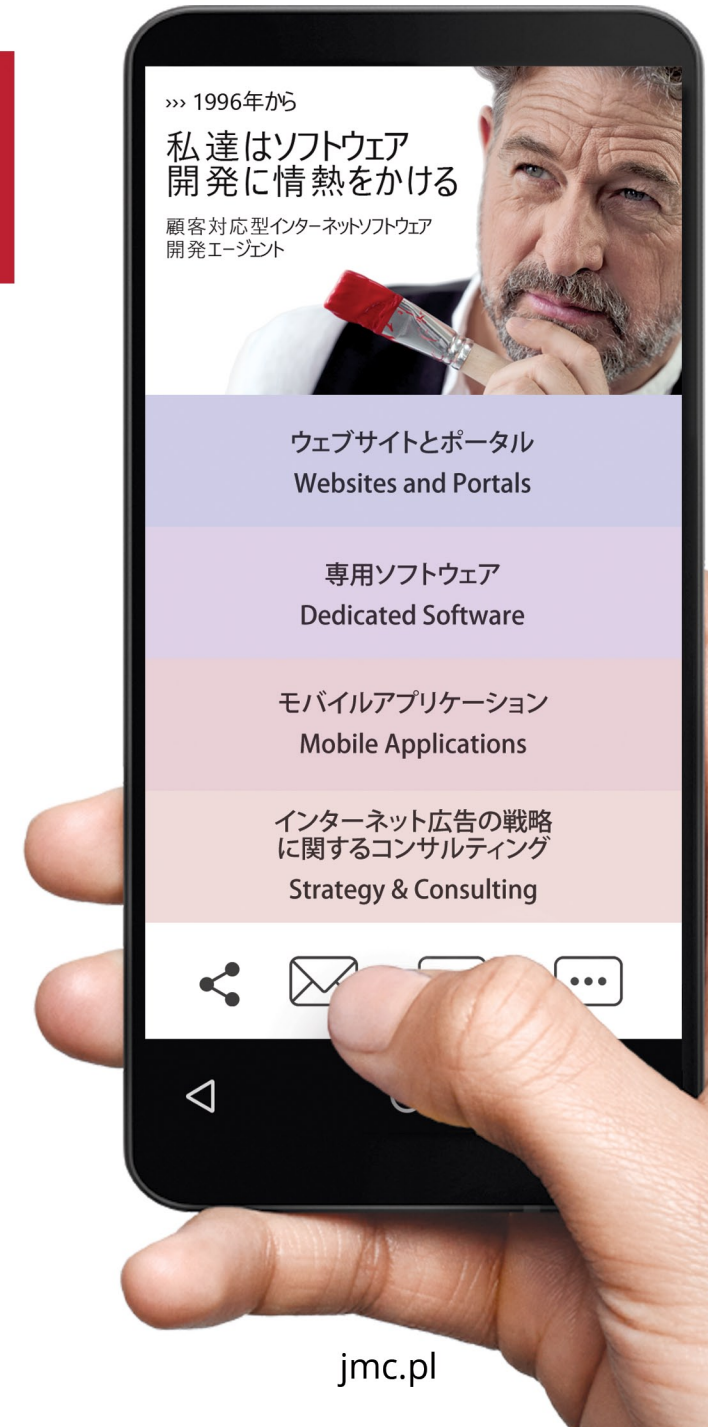 ››› 1996年から
私達はソフトウェア
開発に情熱をかける
顧客対応型インターネットソフトウェア
開発エージェント
ウェブサイトとポータル
Websites and Portals
専用ソフトウェア
Dedicated Software
モバイルアプリケーション
Mobile Applications
インターネット広告の戦略
に関するコンサルティング
Strategy & Consulting
jmc.pl